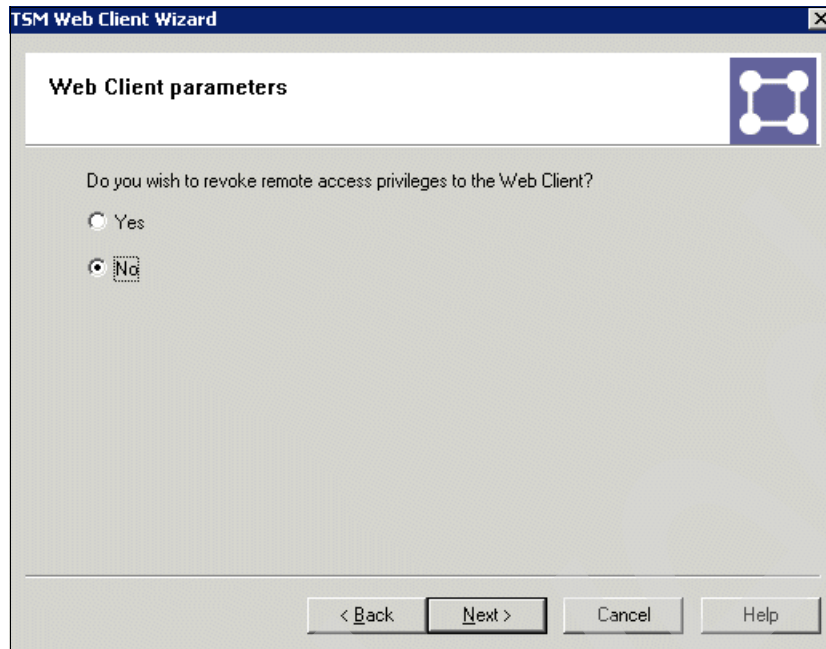 TSM Web Client Wizard
Web Client parameters
Do you wish to revoke remote access privileges to the Web Client?
Yes
No
< Back Next > Cancel Help